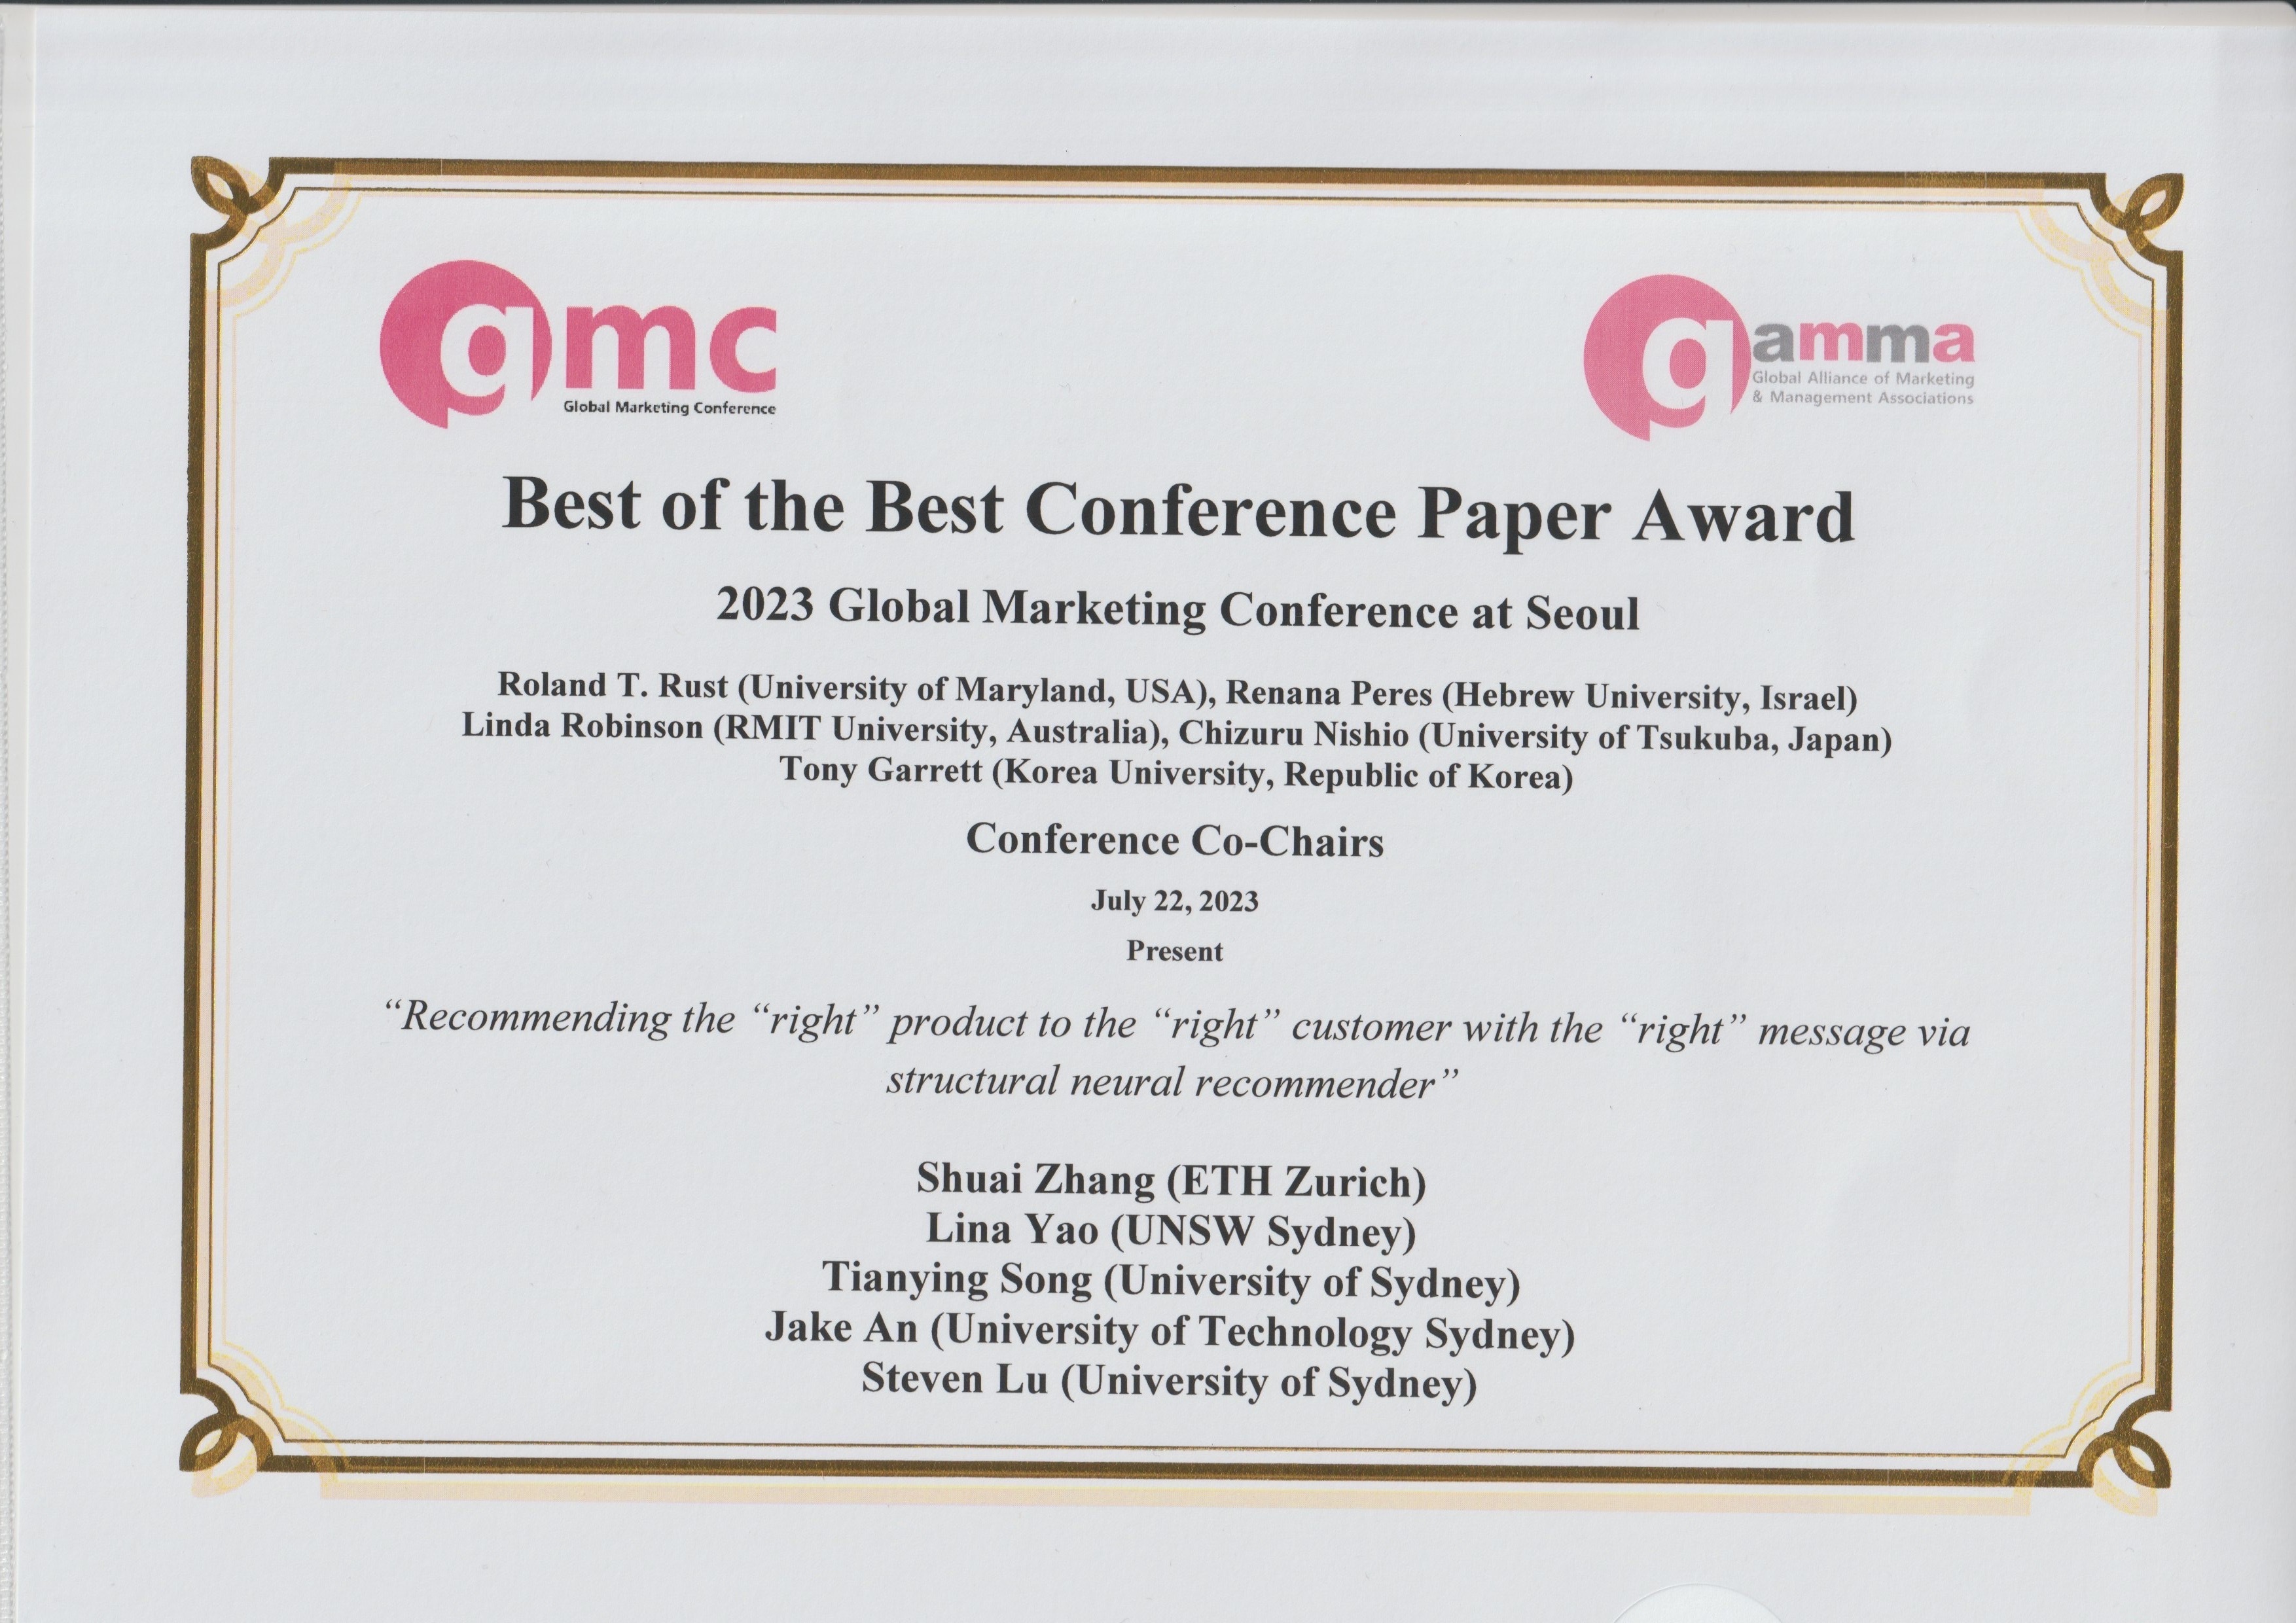 gmc
Global Marketing Conference
gamma
Global Alliance of Marketing
& Management Associations
Best of the Best Conference Paper Award
2023 Global Marketing Conference at Seoul
Roland T. Rust (University of Maryland, USA), Renana Peres (Hebrew University, Israel)
Linda Robinson (RMIT University, Australia), Chizuru Nishio (University of Tsukuba, Japan)
Tony Garrett (Korea University, Republic of Korea)
Conference Co-Chairs
July 22, 2023
Present
“Recommending the “right” product to the “right” customer with the “right” message via
structural neural recommender”
Shuai Zhang (ETH Zurich)
Lina Yao (UNSW Sydney)
Tianying Song (University of Sydney)
Jake An (University of Technology Sydney)
Steven Lu (University of Sydney)